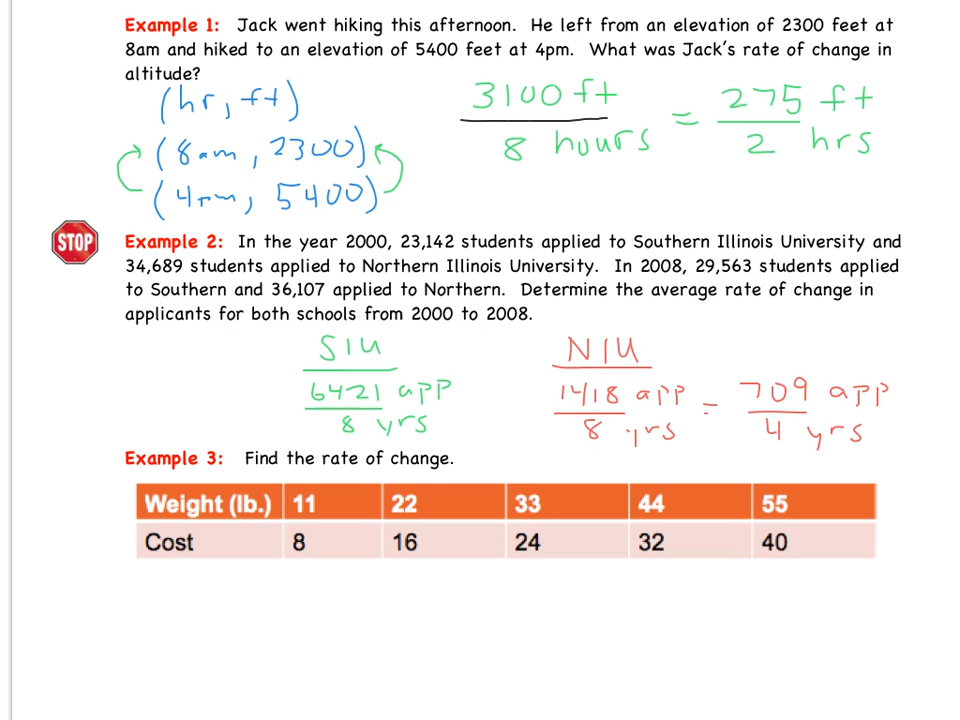 Example 1: Jack went hiking this afternoon. He left from an elevation of 2300 feet at
8am and hiked to an elevation of 5400 feet at 4pm. What was Jack's rate of change in
altitude?
(hr, ft)
(8am, 2300)
(4pm, 5400)
3100 ft
8 hours
= 275 ft
2 hrs
STOP
Example 2: In the year 2000, 23,142 students applied to Southern Illinois University and
34,689 students applied to Northern Illinois University. In 2008, 29,563 students applied
to Southern and 36,107 applied to Northern. Determine the average rate of change in
applicants for both schools from 2000 to 2008.
SIU
6421 app
8 yrs
NIU
1418 app
8 yrs
= 709 app
4 yrs
Example 3: Find the rate of change.
Weight (lb.) 11 22 33 44 55
Cost 8 16 24 32 40